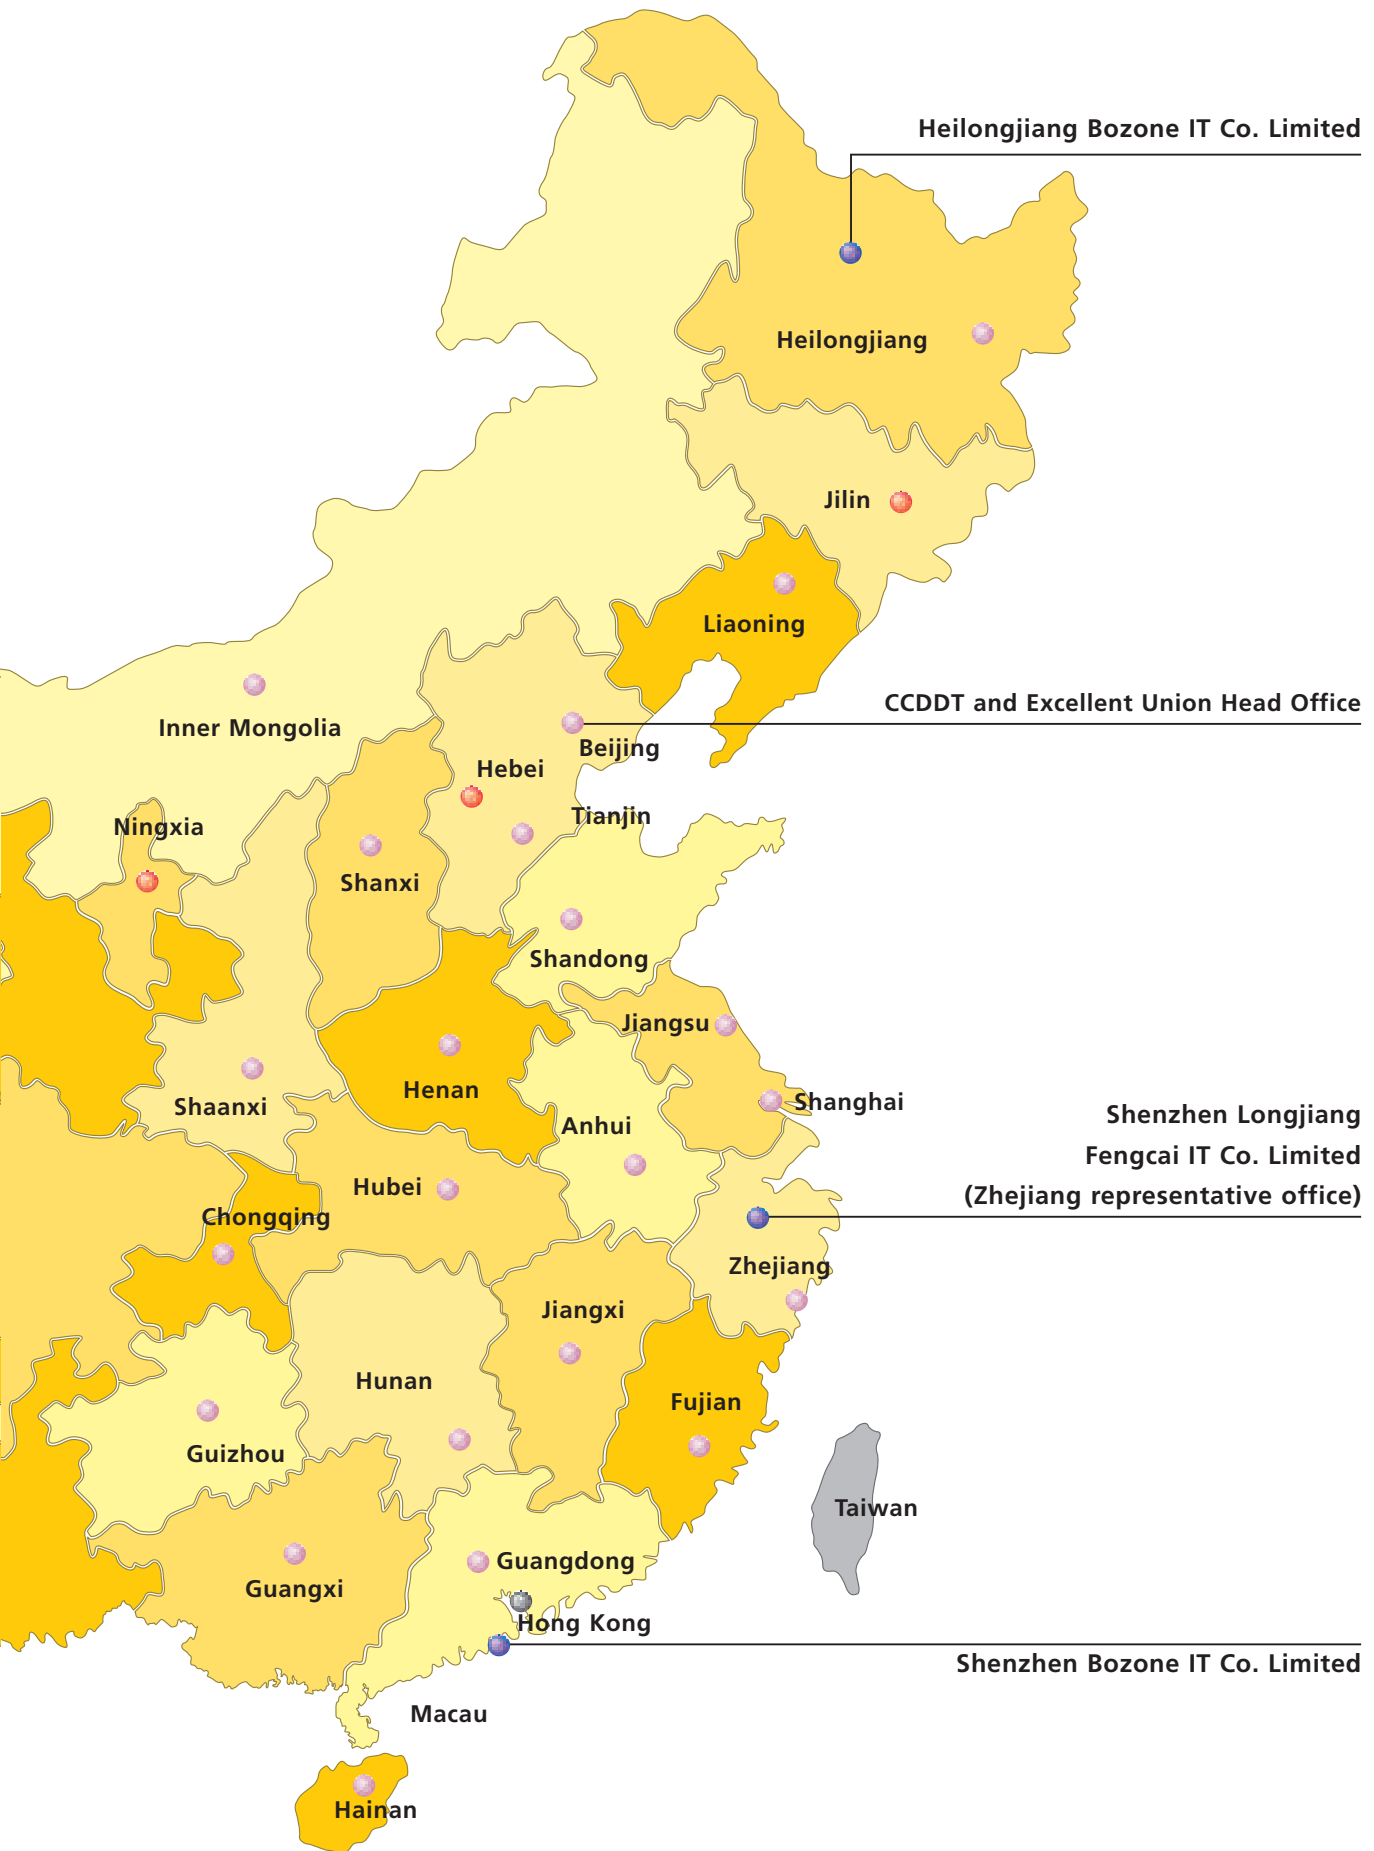 Heilongjiang Bozone IT Co. Limited
Heilongjiang
Jilin
Liaoning
CCDDT and Excellent Union Head Office
Inner Mongolia
Beijing
Hebei
Tianjin
Ningxia
Shanxi
Shandong
Jiangsu
Henan
Shaanxi
Shanghai
Anhui
Shenzhen Longjiang
Fengcai IT Co. Limited
(Zhejiang representative office)
Hubei
Chongqing
Zhejiang
Jiangxi
Hunan
Fujian
Guizhou
Taiwan
Guangdong
Guangxi
Hong Kong
Shenzhen Bozone IT Co. Limited
Macau
Hainan